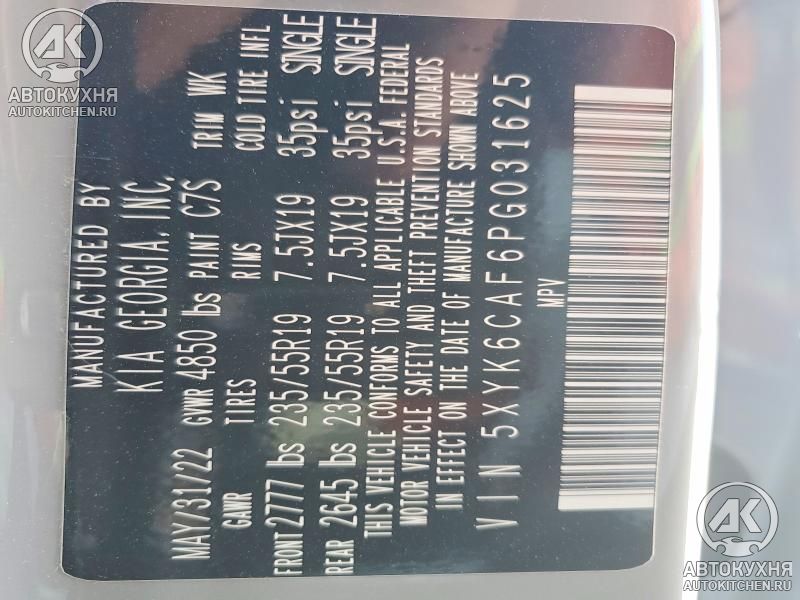 MANUFACTURED BY
KIA GEORGIA, INC.
MAY/31/22 GVWR 4850 lbs PAINT C7S TRIM WK
GAWR TIRES RIMS COLD TIRE INFL
FRONT 2777 lbs 235/55R19 7.5JX19 35psi SINGLE
REAR 2645 lbs 235/55R19 7.5JX19 35psi SINGLE
THIS VEHICLE CONFORMS TO ALL APPLICABLE U.S.A. FEDERAL
MOTOR VEHICLE SAFETY AND THEFT PREVENTION STANDARDS
IN EFFECT ON THE DATE OF MANUFACTURE SHOWN ABOVE
VIN 5XYK6CAF6PG031625
MPV
АК
АВТОКУХНЯ
AUTOKITCHEN.RU
АК
АВТОКУХНЯ
AUTOKITCHEN.RU